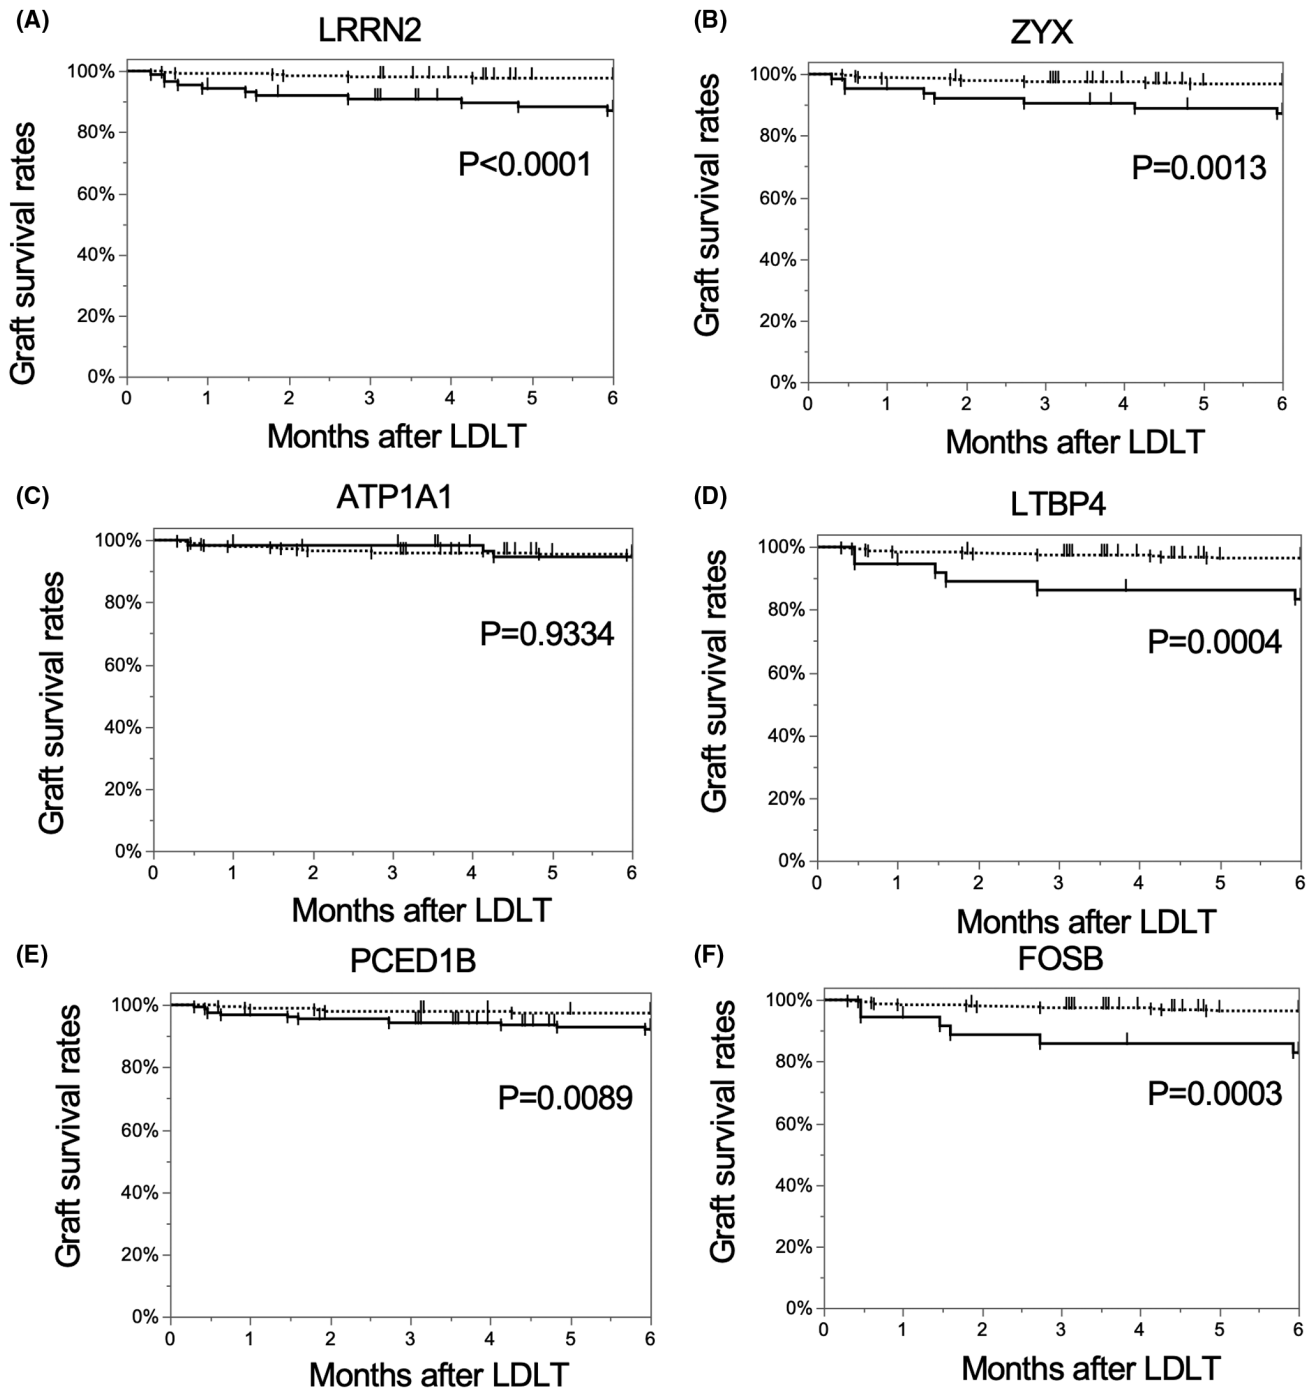 (A)
LRRN2
Graft survival rates
100%
80%
60%
40%
20%
0%
0 1 2 3 4 5 6
Months after LDLT
P<0.0001
(B)
ZYX
Graft survival rates
100%
80%
60%
40%
20%
0%
0 1 2 3 4 5 6
Months after LDLT
P=0.0013
(C)
ATP1A1
Graft survival rates
100%
80%
60%
40%
20%
0%
0 1 2 3 4 5 6
Months after LDLT
P=0.9334
(D)
LTBP4
Graft survival rates
100%
80%
60%
40%
20%
0%
0 1 2 3 4 5 6
Months after LDLT
P=0.0004
(E)
PCED1B
Graft survival rates
100%
80%
60%
40%
20%
0%
0 1 2 3 4 5 6
Months after LDLT
P=0.0089
(F)
FOSB
Graft survival rates
100%
80%
60%
40%
20%
0%
0 1 2 3 4 5 6
Months after LDLT
P=0.0003